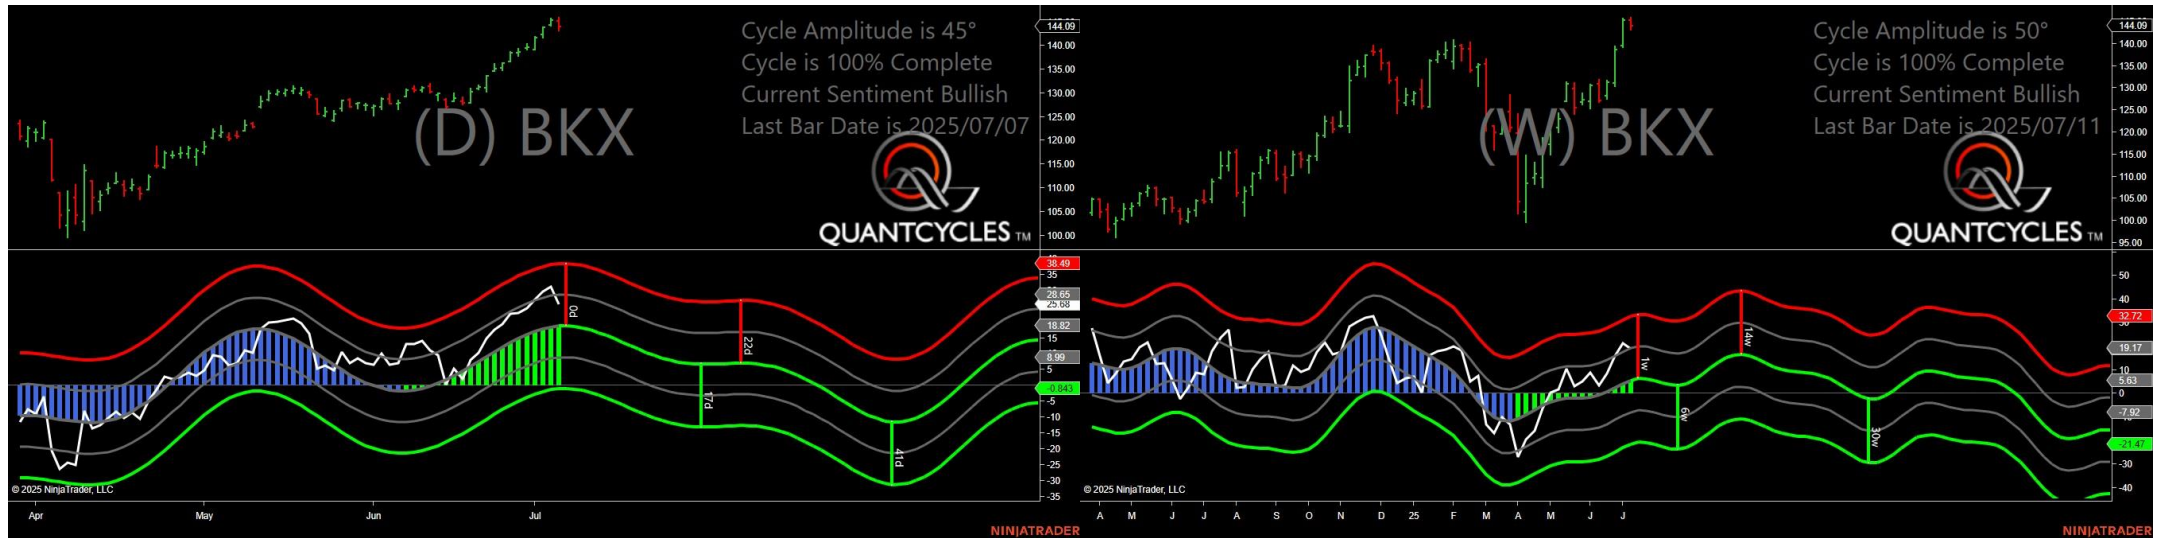 Cycle Amplitude is 45°
Cycle is 100% Complete
Current Sentiment Bullish
Last Bar Date is 2025/07/07
(D) BKX
QUANTCYCLES TM
144.09
140.00
135.00
130.00
125.00
120.00
115.00
110.00
105.00
100.00
38.49
35
28.65
25.68
18.82
15
8.99
5
-0.843
-5
-10
-15
-20
-25
-30
-35
0d
22d
17d
41d
© 2025 NinjaTrader, LLC
Apr
May
Jun
Jul
NINJATRADER
Cycle Amplitude is 50°
Cycle is 100% Complete
Current Sentiment Bullish
Last Bar Date is 2025/07/11
(W) BKX
QUANTCYCLES TM
144.09
140.00
135.00
130.00
125.00
120.00
115.00
110.00
105.00
100.00
95.00
50
40
32.72
19.17
10
5.63
0
-7.92
-21.47
-30
-40
1w
14w
6w
30w
© 2025 NinjaTrader, LLC
A M J J A S O N D 25 F M A M J J
NINJATRADER